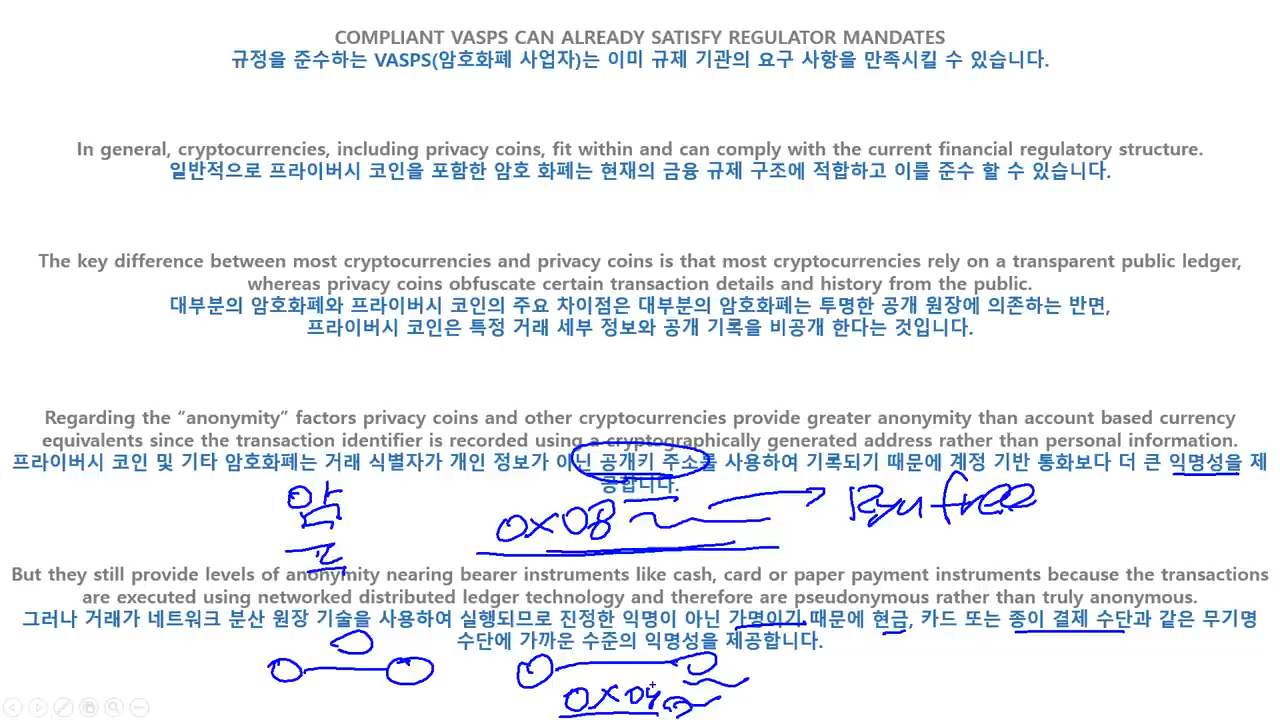 COMPLIANT VASPS CAN ALREADY SATISFY REGULATOR MANDATES
규정을 준수하는 VASPS(암호화폐 사업자)는 이미 규제 기관의 요구 사항을 만족시킬 수 있습니다.
In general, cryptocurrencies, including privacy coins, fit within and can comply with the current financial regulatory structure.
일반적으로 프라이버시 코인을 포함한 암호 화폐는 현재의 금융 규제 구조에 적합하고 이를 준수 할 수 있습니다.
The key difference between most cryptocurrencies and privacy coins is that most cryptocurrencies rely on a transparent public ledger,
whereas privacy coins obfuscate certain transaction details and history from the public.
대부분의 암호화폐와 프라이버시 코인의 주요 차이점은 대부분의 암호화폐는 투명한 공개 원장에 의존하는 반면,
프라이버시 코인은 특정 거래 세부 정보와 공개 기록을 비공개 한다는 것입니다.
Regarding the “anonymity” factors privacy coins and other cryptocurrencies provide greater anonymity than account based currency
equivalents since the transaction identifier is recorded using a cryptographically generated address rather than personal information.
프라이버시 코인 및 기타 암호화폐는 거래 식별자가 개인 정보가 아닌 공개키 주소를 사용하여 기록되기 때문에 계정 기반 통화보다 더 큰 익명성을 제
공합니다.
0x08
Ryu free
But they still provide levels of anonymity nearing bearer instruments like cash, card or paper payment instruments because the transactions
are executed using networked distributed ledger technology and therefore are pseudonymous rather than truly anonymous.
그러나 거래가 네트워크 분산 원장 기술을 사용하여 실행되므로 진정한 익명이 아닌 가명이기 때문에 현금, 카드 또는 종이 결제 수단과 같은 무기명
수단에 가까운 수준의 익명성을 제공합니다.